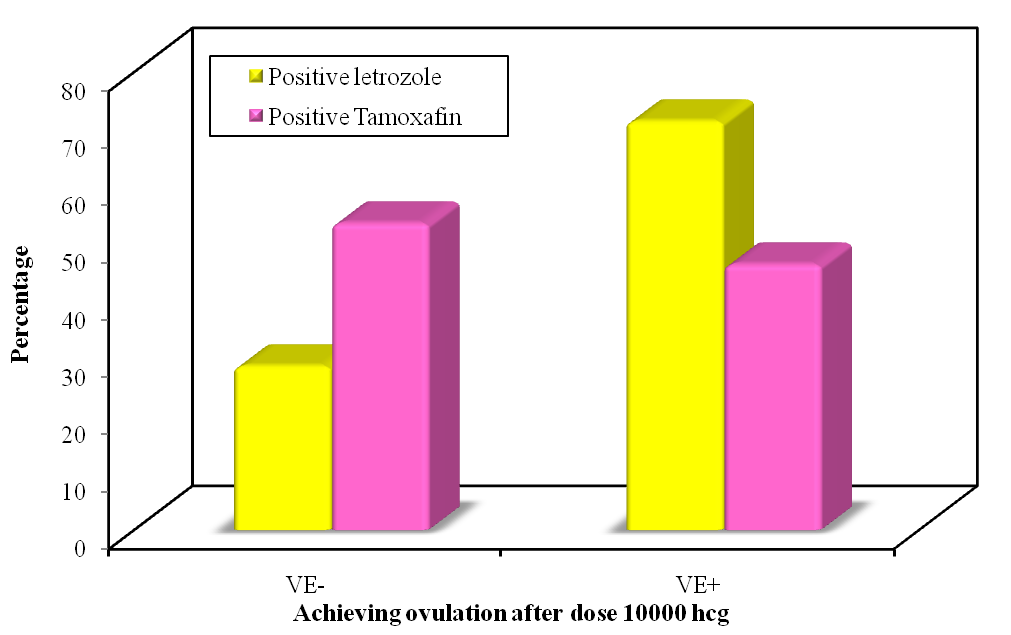 Positive letrozole
Positive Tamoxafin
80
70
60
50
40
30
20
10
0
Percentage
VE-
VE+
Achieving ovulation after dose 10000 hcg